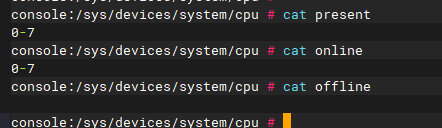 console:/sys/devices/system/cpu # cat present
0-7
console:/sys/devices/system/cpu # cat online
0-7
console:/sys/devices/system/cpu # cat offline

console:/sys/devices/system/cpu #